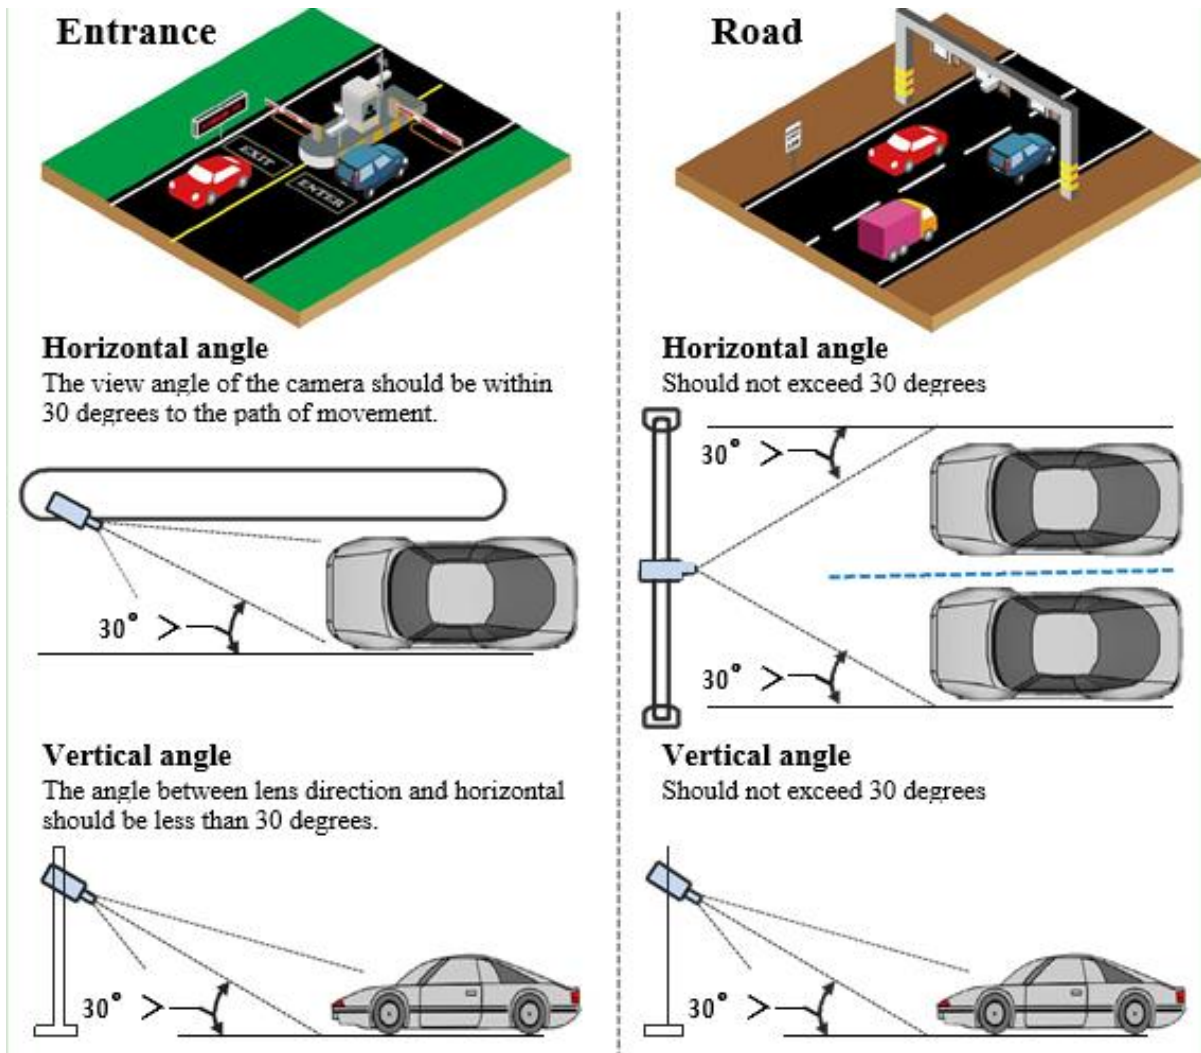 Entrance
EXIT
ENTER
Horizontal angle
The view angle of the camera should be within
30 degrees to the path of movement.
30° >
Vertical angle
The angle between lens direction and horizontal
should be less than 30 degrees.
30° >
Road
Horizontal angle
Should not exceed 30 degrees
30° >
30° >
Vertical angle
Should not exceed 30 degrees
30° >